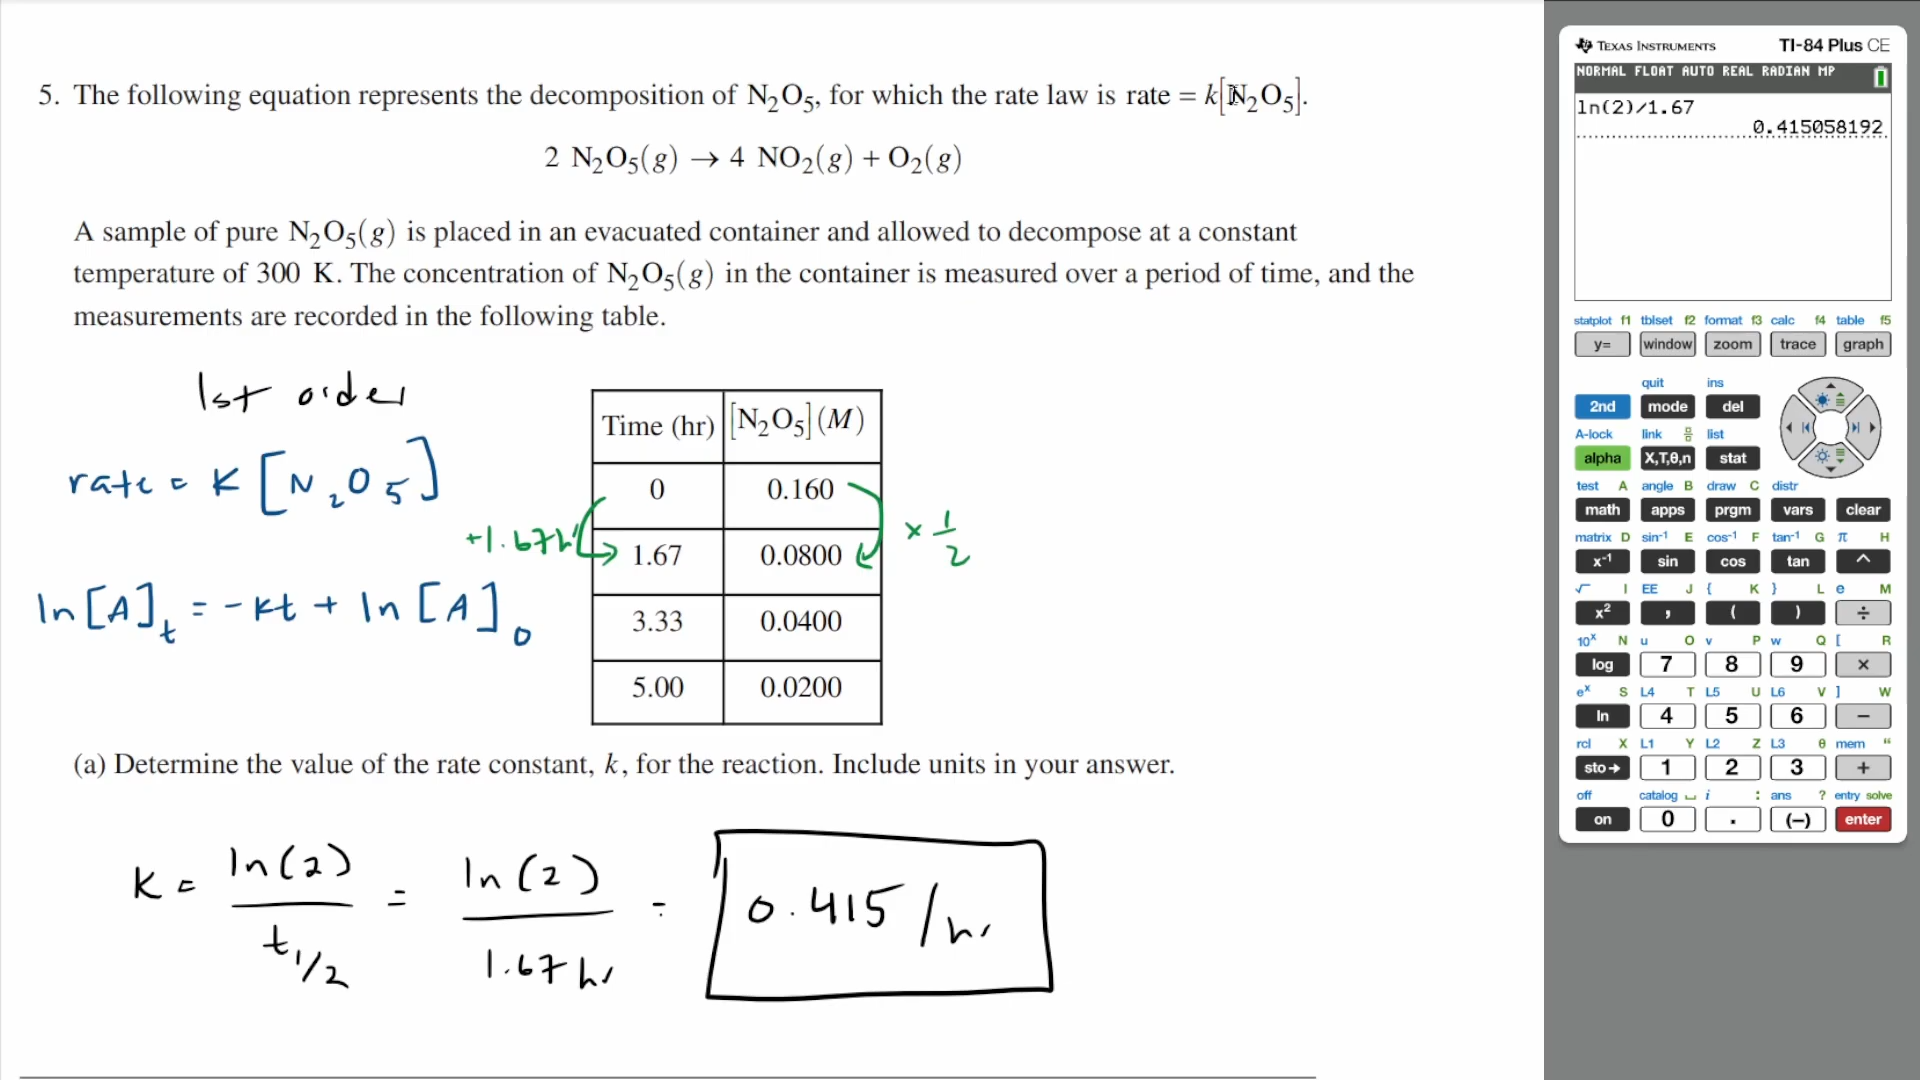 5. The following equation represents the decomposition of N₂O₅, for which the rate law is rate = k[N₂O₅].
2 N₂O₅(g) → 4 NO₂(g) + O₂(g)
A sample of pure N₂O₅(g) is placed in an evacuated container and allowed to decompose at a constant
temperature of 300 K. The concentration of N₂O₅(g) in the container is measured over a period of time, and the
measurements are recorded in the following table.
1st order
rate = K [N₂O₅]
+1.67hr
ln[A]t = -kt + ln[A]₀
Time (hr) [N₂O₅](M)
0 0.160
1.67 0.0800
3.33 0.0400
5.00 0.0200
× 1/2
(a) Determine the value of the rate constant, k, for the reaction. Include units in your answer.
K = ln(2)/t1/2 = ln(2)/1.67hr = 0.415/hr
TEXAS INSTRUMENTS TI-84 Plus CE
NORMAL FLOAT AUTO REAL RADIAN MP
ln(2)/1.67
0.415058192
statplot f1 tblset f2 format f3 calc f4 table f5
y= window zoom trace graph
quit ins
2nd mode del
A-lock link list
alpha X,T,θ,n stat
test A angle B draw C distr
math apps prgm vars clear
matrix D sin⁻¹ E cos⁻¹ F tan⁻¹ G π H
x⁻¹ sin cos tan ^
√ I EE J { K } L e M
x² , ( ) ÷
10ˣ N u O v P w Q [ R
log 7 8 9 ×
eˣ S L4 T L5 U L6 V ] W
ln 4 5 6 −
rcl X L1 Y L2 Z L3 θ mem "
sto→ 1 2 3 +
off catalog ⎵ i : ans ? entry solve
on 0 . (−) enter